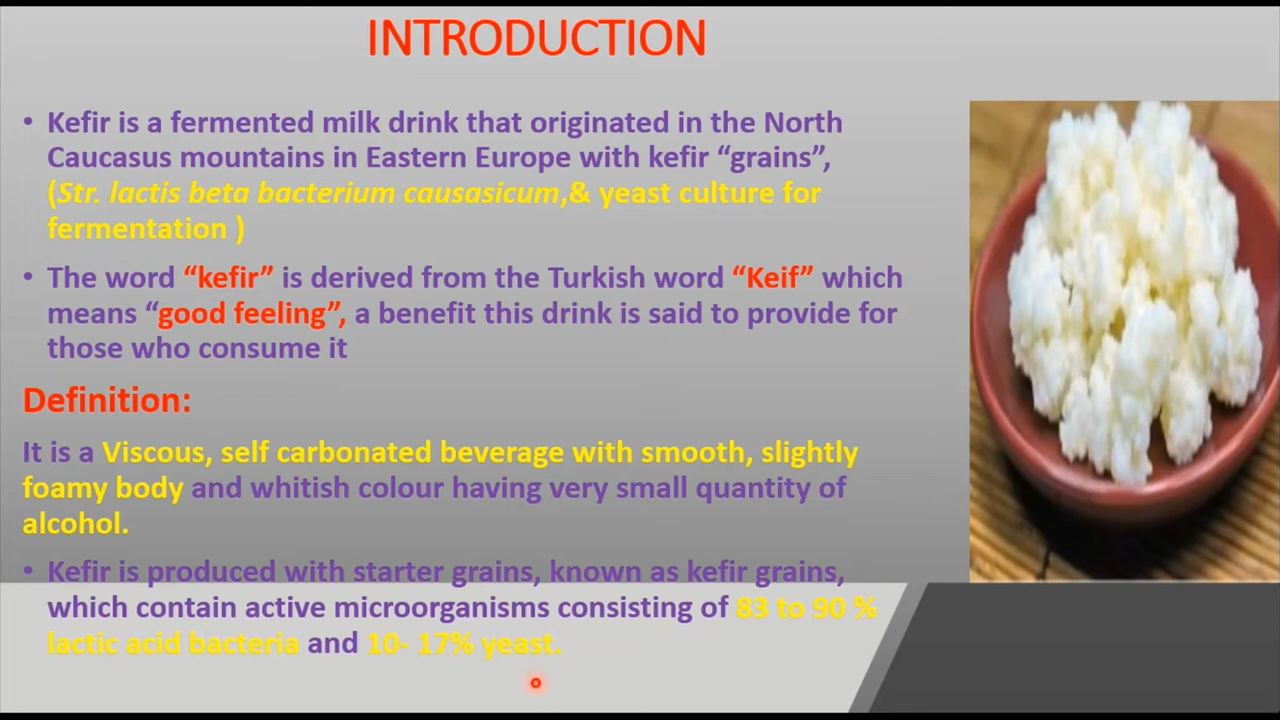 INTRODUCTION
• Kefir is a fermented milk drink that originated in the North
Caucasus mountains in Eastern Europe with kefir “grains”,
(Str. lactis beta bacterium causasicum,& yeast culture for
fermentation )
• The word “kefir” is derived from the Turkish word “Keif” which
means “good feeling”, a benefit this drink is said to provide for
those who consume it
Definition:
It is a Viscous, self carbonated beverage with smooth, slightly
foamy body and whitish colour having very small quantity of
alcohol.
• Kefir is produced with starter grains, known as kefir grains,
which contain active microorganisms consisting of 83 to 90 %
lactic acid bacteria and 10- 17% yeast.